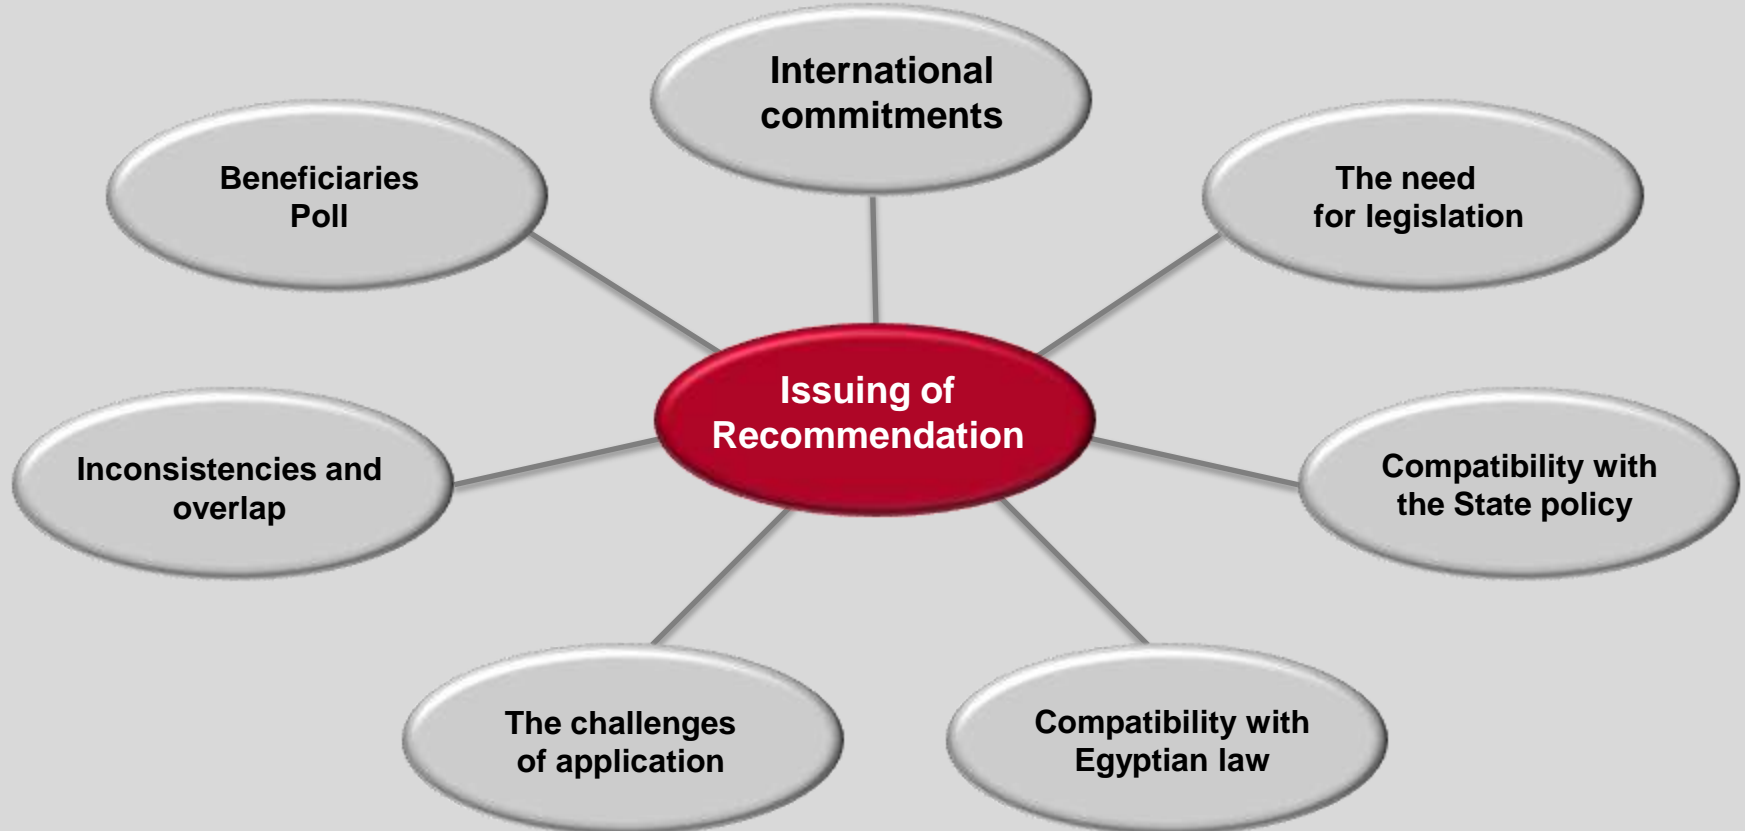 International
commitments
Beneficiaries
Poll
The need
for legislation
Issuing of
Recommendation
Inconsistencies and
overlap
Compatibility with
the State policy
The challenges
of application
Compatibility with
Egyptian law